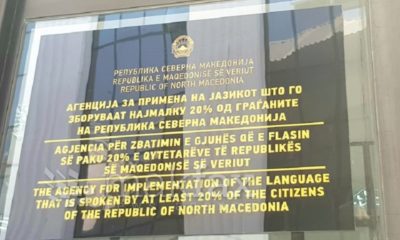 РЕПУБЛИКА СЕВЕРНА МАКЕДОНИЈА
REPUBLIKA E MAQEDONISË SË VERIUT
REPUBLIC OF NORTH MACEDONIA
АГЕНЦИЈА ЗА ПРИМЕНА НА ЈАЗИКОТ ШТО ГО
ЗБОРУВААТ НАЈМАЛКУ 20% ОД ГРАЃАНИТЕ
НА РЕПУБЛИКА СЕВЕРНА МАКЕДОНИЈА
AGJENCIA PËR ZBATIMIN E GJUHËS QË E FLASIN
SË PAKU 20% E QYTETARËVE TË REPUBLIKËS
SË MAQEDONISË SË VERIUT
THE AGENCY FOR IMPLEMENTATION OF THE LANGUAGE
THAT IS SPOKEN BY AT LEAST 20% OF THE CITIZENS
OF THE REPUBLIC OF NORTH MACEDONIA